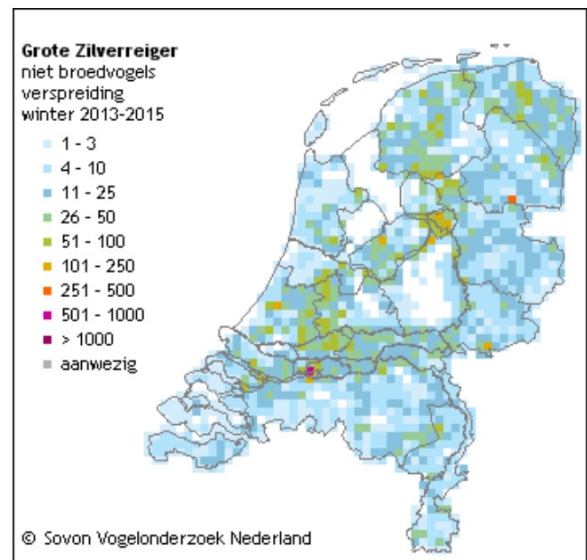 Grote Zilverreiger
niet broedvogels
verspreiding
winter 2013-2015
1 - 3
4 - 10
11 - 25
26 - 50
51 - 100
101 - 250
251 - 500
501 - 1000
> 1000
aanwezig
© Sovon Vogelonderzoek Nederland